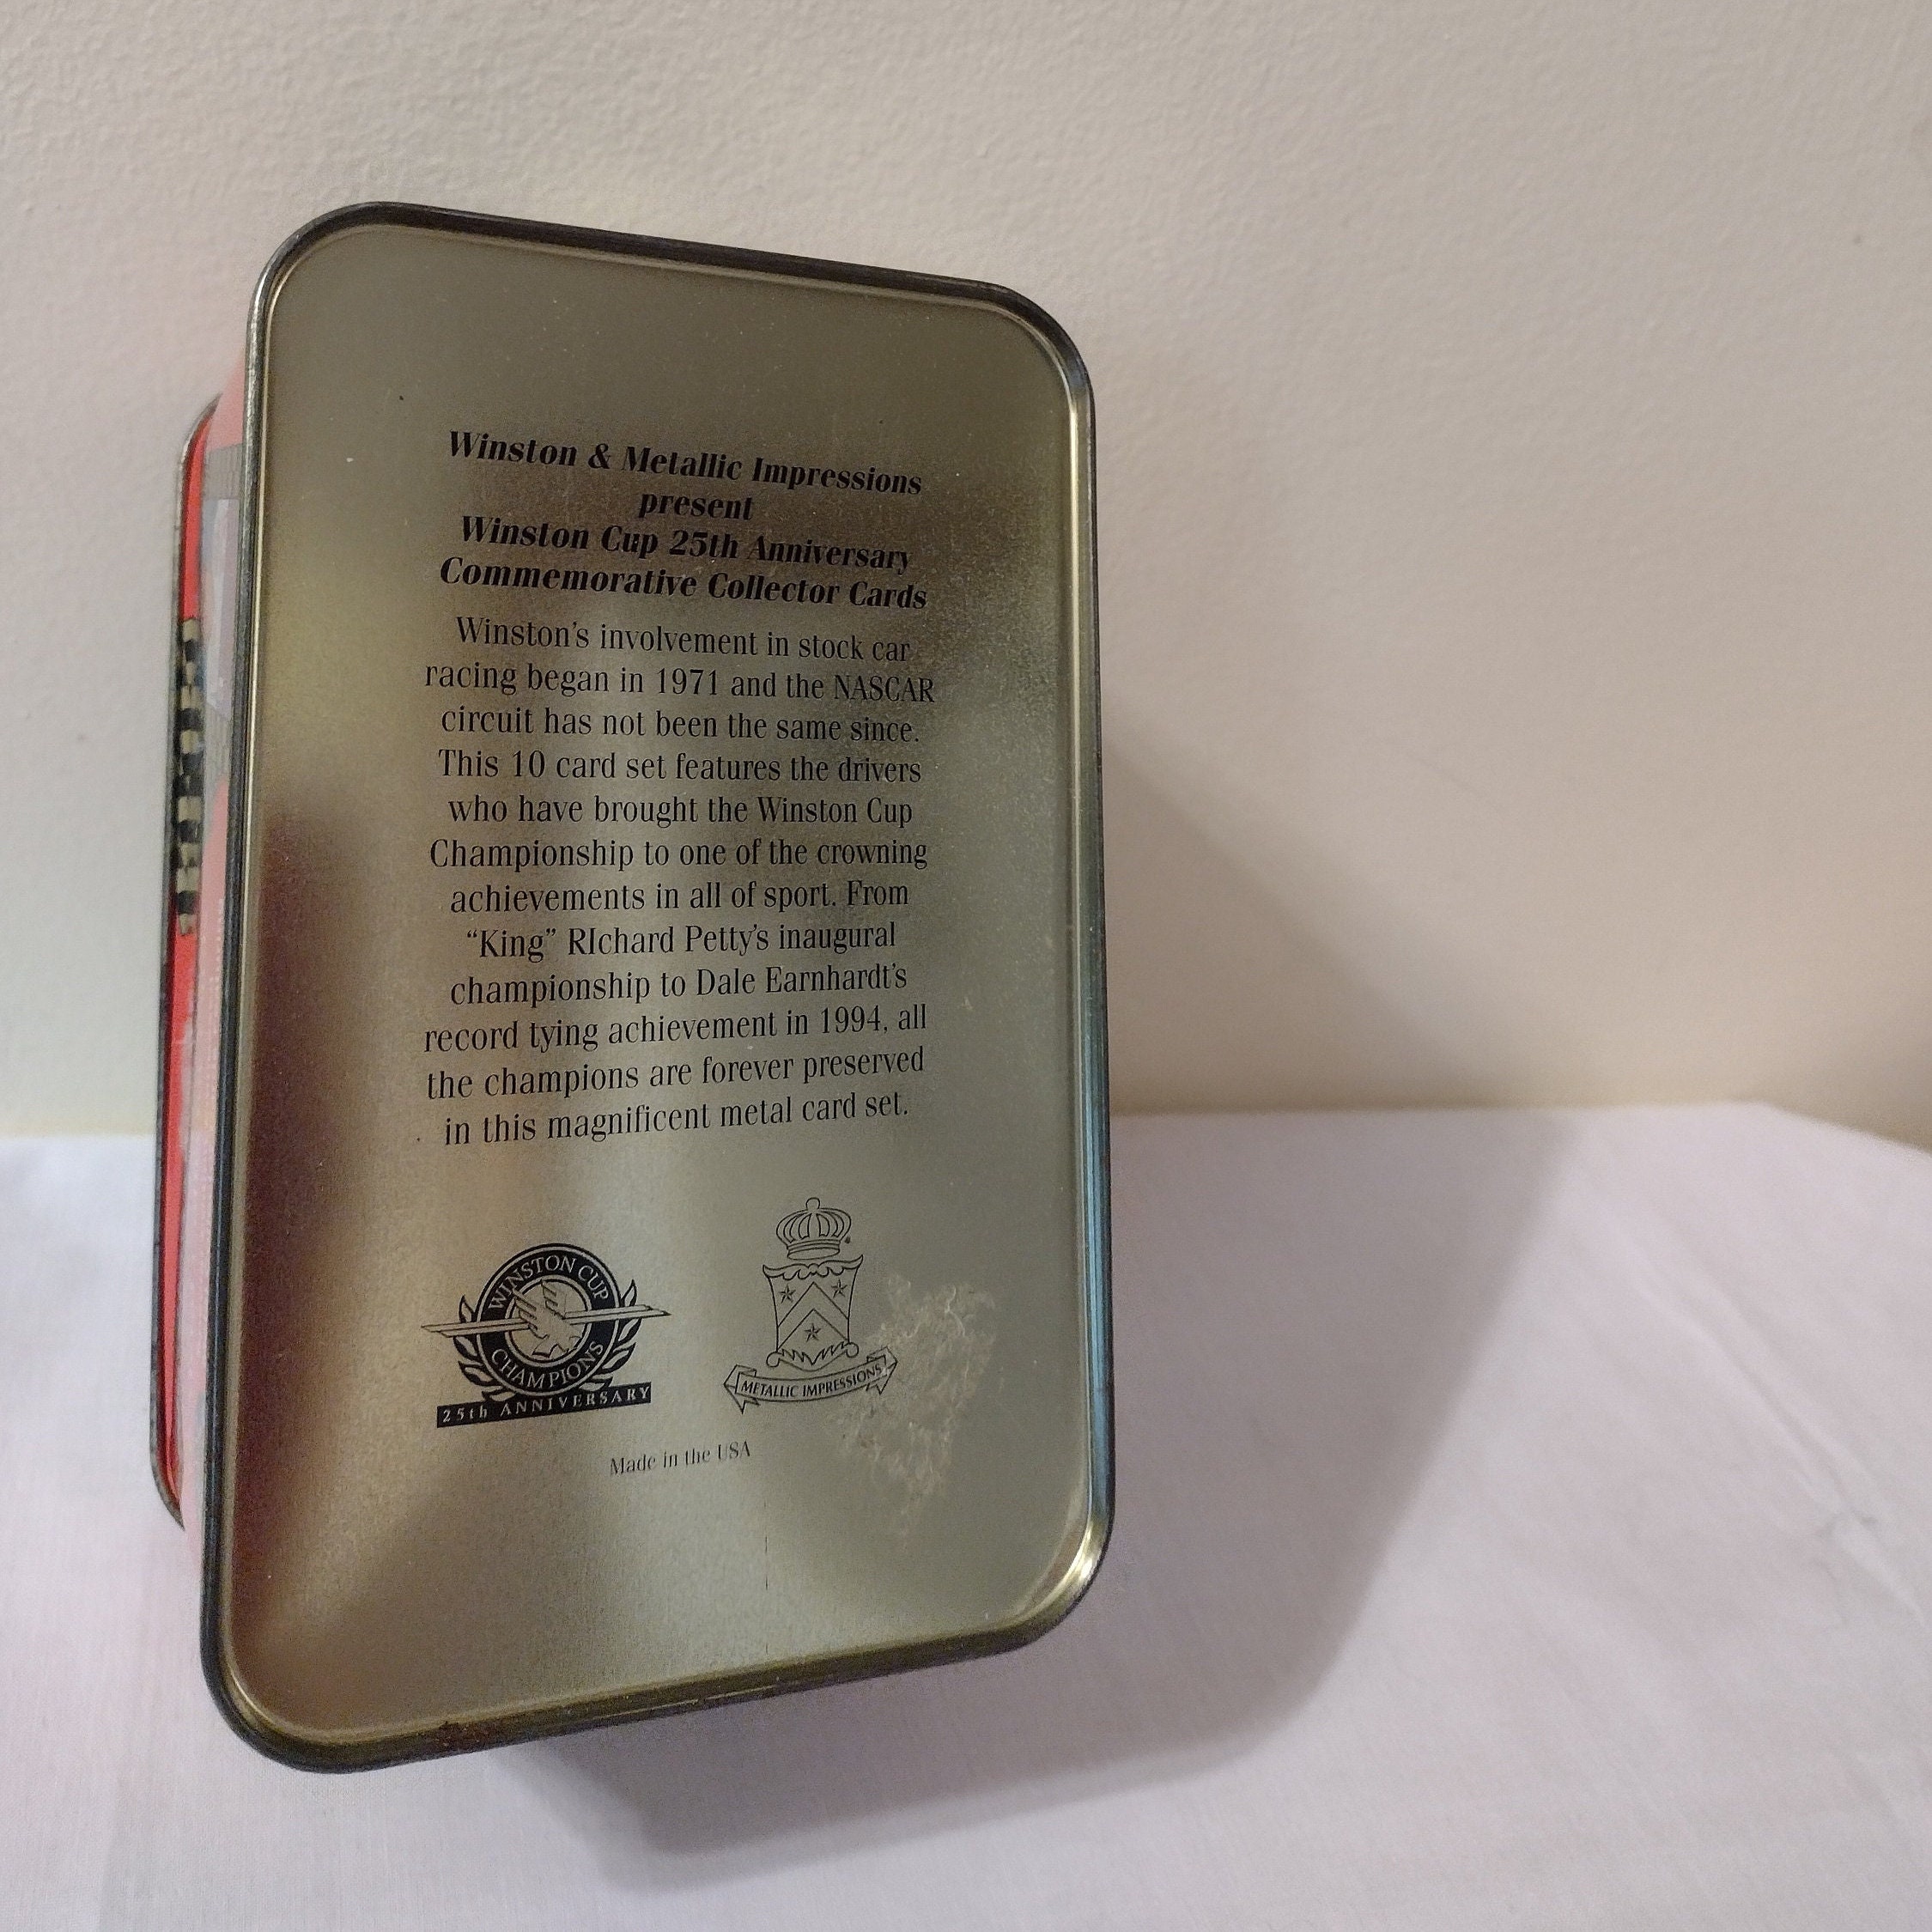 Winston & Metallic Impressions
present
Winston Cup 25th Anniversary
Commemorative Collector Cards
Winston's involvement in stock car
racing began in 1971 and the NASCAR
circuit has not been the same since.
This 10 card set features the drivers
who have brought the Winston Cup
Championship to one of the crowning
achievements in all of sport. From
“King” RIchard Petty's inaugural
championship to Dale Earnhardt's
record tying achievement in 1994, all
the champions are forever preserved
in this magnificent metal card set.
WINSTON CUP
CHAMPIONS
25th ANNIVERSARY
METALLIC IMPRESSIONS
Made in the USA